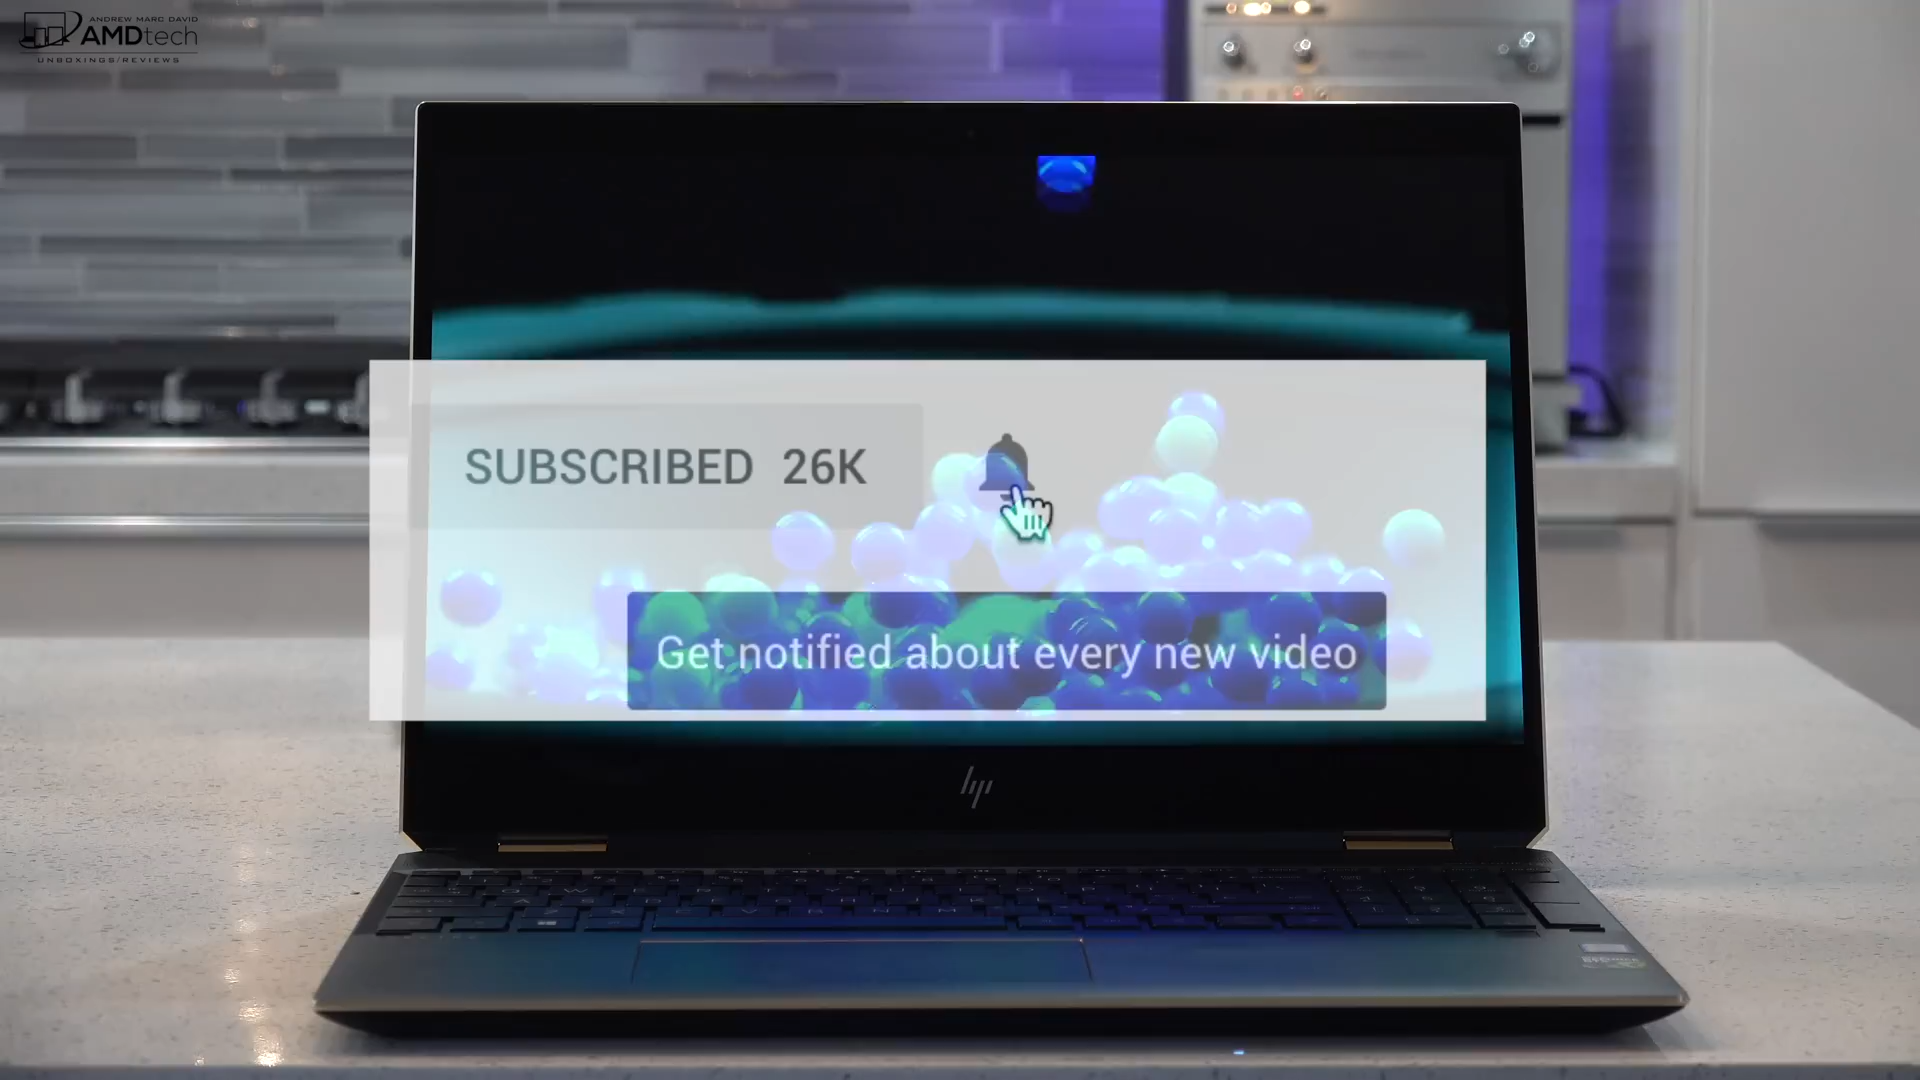 ANDREW MARC DAVID
AMDtech
UNBOXINGS/REVIEWS
SUBSCRIBED 26K
Get notified about every new video
hp